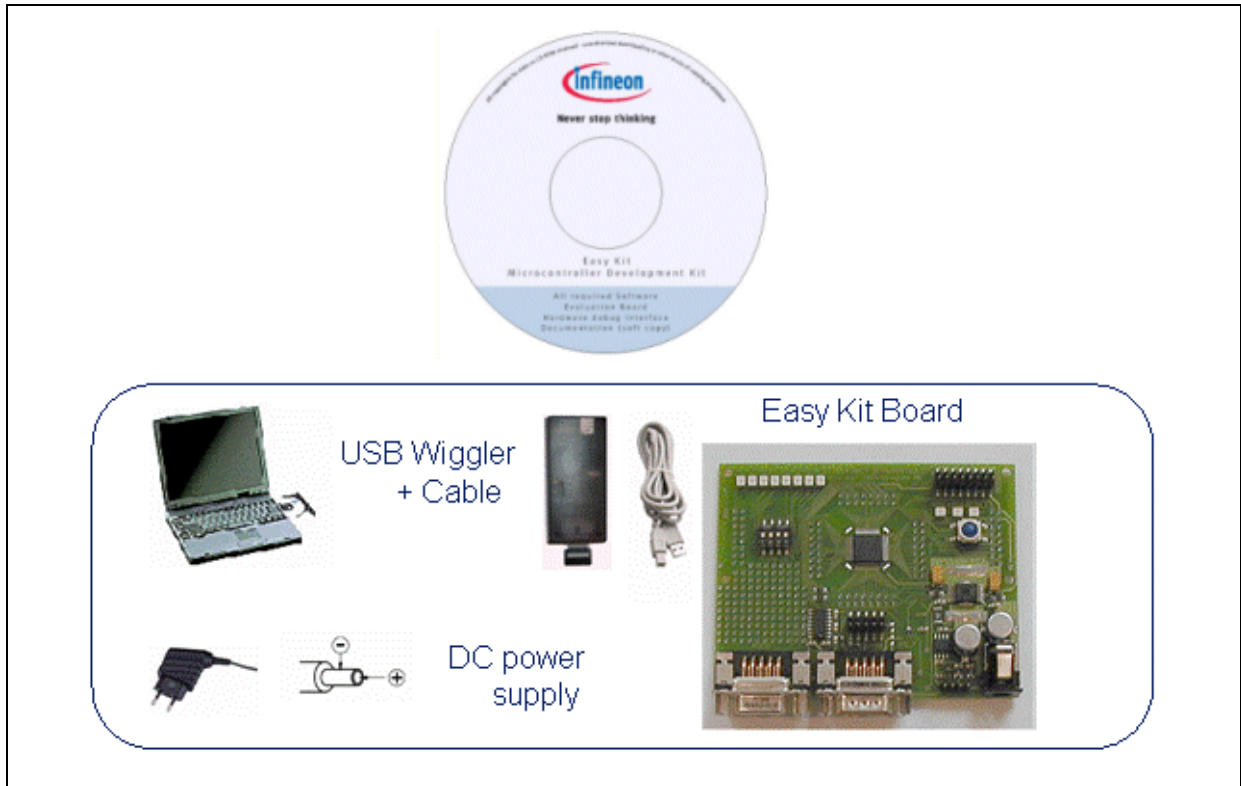 infineon
Never stop thinking
Easy Kit
Microcontroller Development Kit
All required Software
Evaluation Board
Hardware debug interface
Documentation (soft copy)
USB Wiggler
+ Cable
Easy Kit Board
DC power
supply